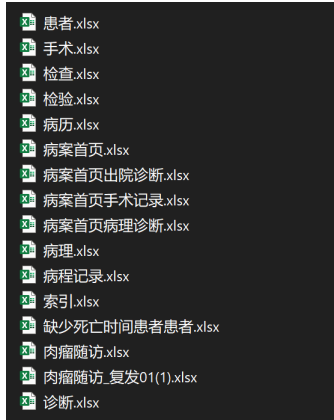 患者.xlsx
手术.xlsx
检查.xlsx
检验.xlsx
病历.xlsx
病案首页.xlsx
病案首页出院诊断.xlsx
病案首页手术记录.xlsx
病案首页病理诊断.xlsx
病理.xlsx
病程记录.xlsx
索引.xlsx
缺少死亡时间患者患者.xlsx
肉瘤随访.xlsx
肉瘤随访_复发01(1).xlsx
诊断.xlsx